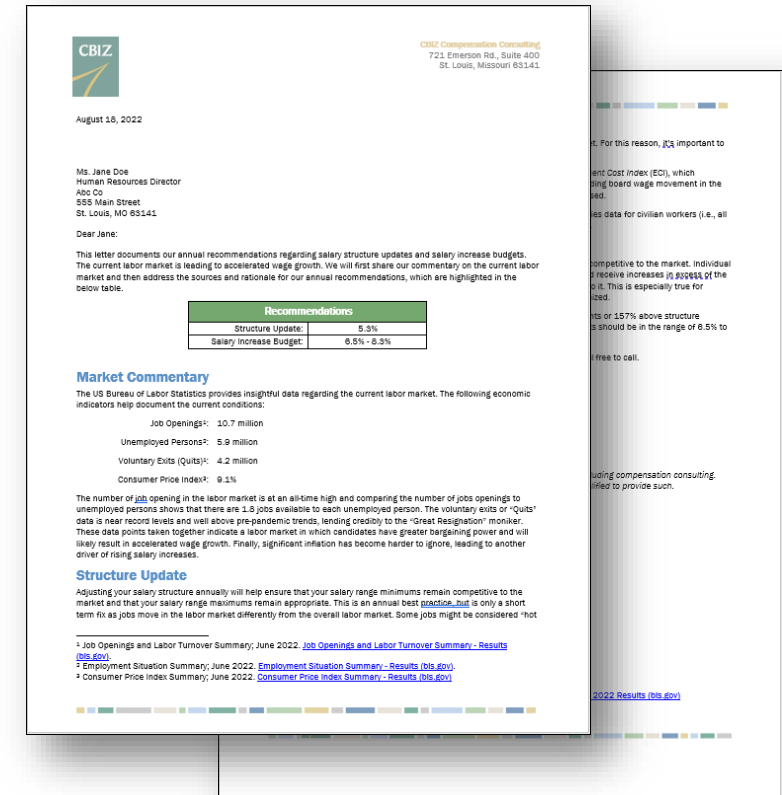 CBIZ
CBIZ Compensation Consulting
721 Emerson Rd., Suite 400
St. Louis, Missouri 63141
August 18, 2022
Ms. Jane Doe
Human Resources Director
Abc Co
555 Main Street
St. Louis, MO 63141
Dear Jane:
This letter documents our annual recommendations regarding salary structure updates and salary increase budgets.
The current labor market is leading to accelerated wage growth. We will first share our commentary on the current labor
market and then address the sources and rationale for our annual recommendations, which are highlighted in the
below table.
Recommendations
Structure Update: 5.3%
Salary Increase Budget: 6.5% - 8.3%
Market Commentary
The US Bureau of Labor Statistics provides insightful data regarding the current labor market. The following economic
indicators help document the current conditions:
Job Openings¹: 10.7 million
Unemployed Persons²: 5.9 million
Voluntary Exits (Quits)¹: 4.2 million
Consumer Price Index³: 9.1%
The number of job opening in the labor market is at an all-time high and comparing the number of jobs openings to
unemployed persons shows that there are 1.8 jobs available to each unemployed person. The voluntary exits or "Quits"
data is near record levels and well above pre-pandemic trends, lending credibly to the "Great Resignation" moniker.
These data points taken together indicate a labor market in which candidates have greater bargaining power and will
likely result in accelerated wage growth. Finally, significant inflation has become harder to ignore, leading to another
driver of rising salary increases.
Structure Update
Adjusting your salary structure annually will help ensure that your salary range minimums remain competitive to the
market and that your salary range maximums remain appropriate. This is an annual best practice, but is only a short
term fix as jobs move in the labor market differently from the overall labor market. Some jobs might be considered "hot
¹ Job Openings and Labor Turnover Summary; June 2022. Job Openings and Labor Turnover Summary - Results
(bls.gov).
² Employment Situation Summary; June 2022. Employment Situation Summary - Results (bls.gov).
³ Consumer Price Index Summary; June 2022. Consumer Price Index Summary - Results (bls.gov)
t. For this reason, it's important to
ent Cost Index (ECI), which
ding board wage movement in the
sed.
ies data for civilian workers (i.e., all
competitive to the market. Individual
d receive increases in excess of the
o it. This is especially true for
ized.
nts or 157% above structure
s should be in the range of 6.5% to
l free to call.
luding compensation consulting.
lified to provide such.
2022 Results (bls.gov)